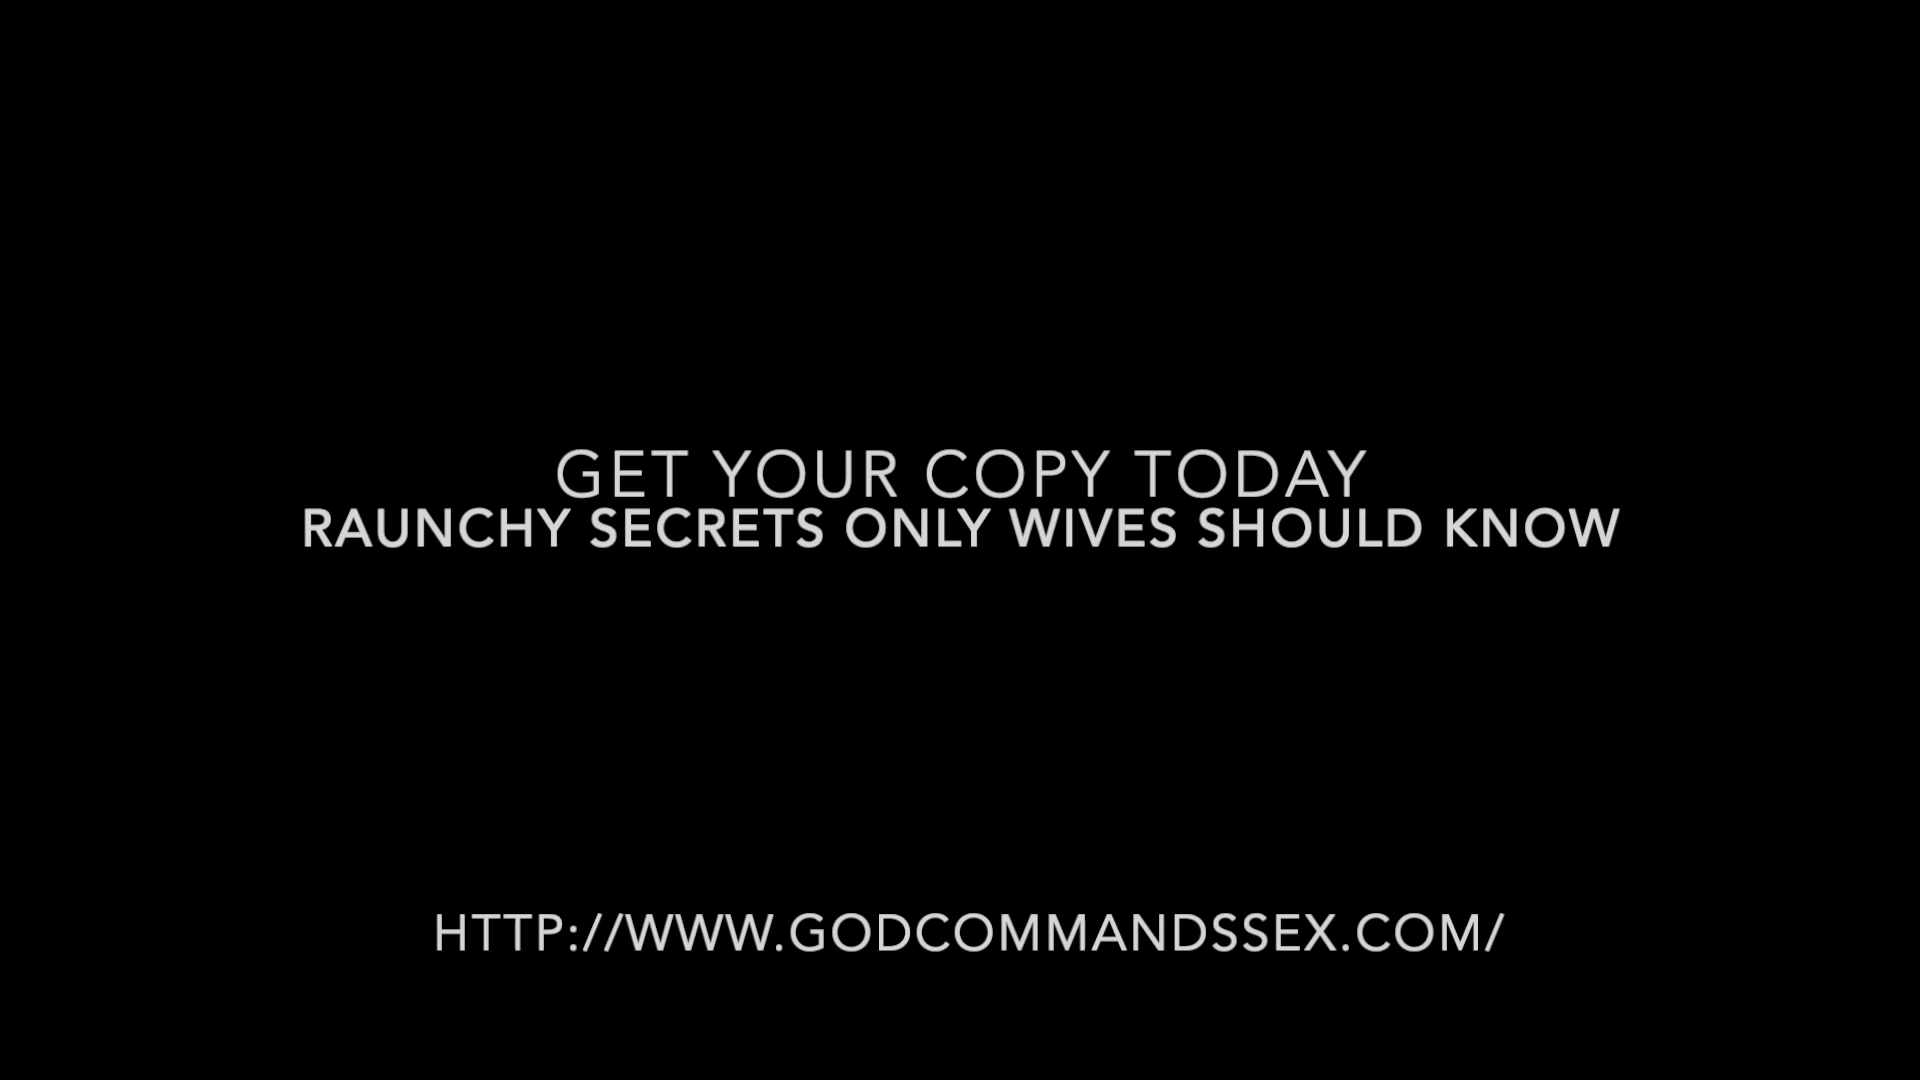 GET YOUR COPY TODAY
RAUNCHY SECRETS ONLY WIVES SHOULD KNOW
HTTP://WWW.GODCOMMANDSSEX.COM/